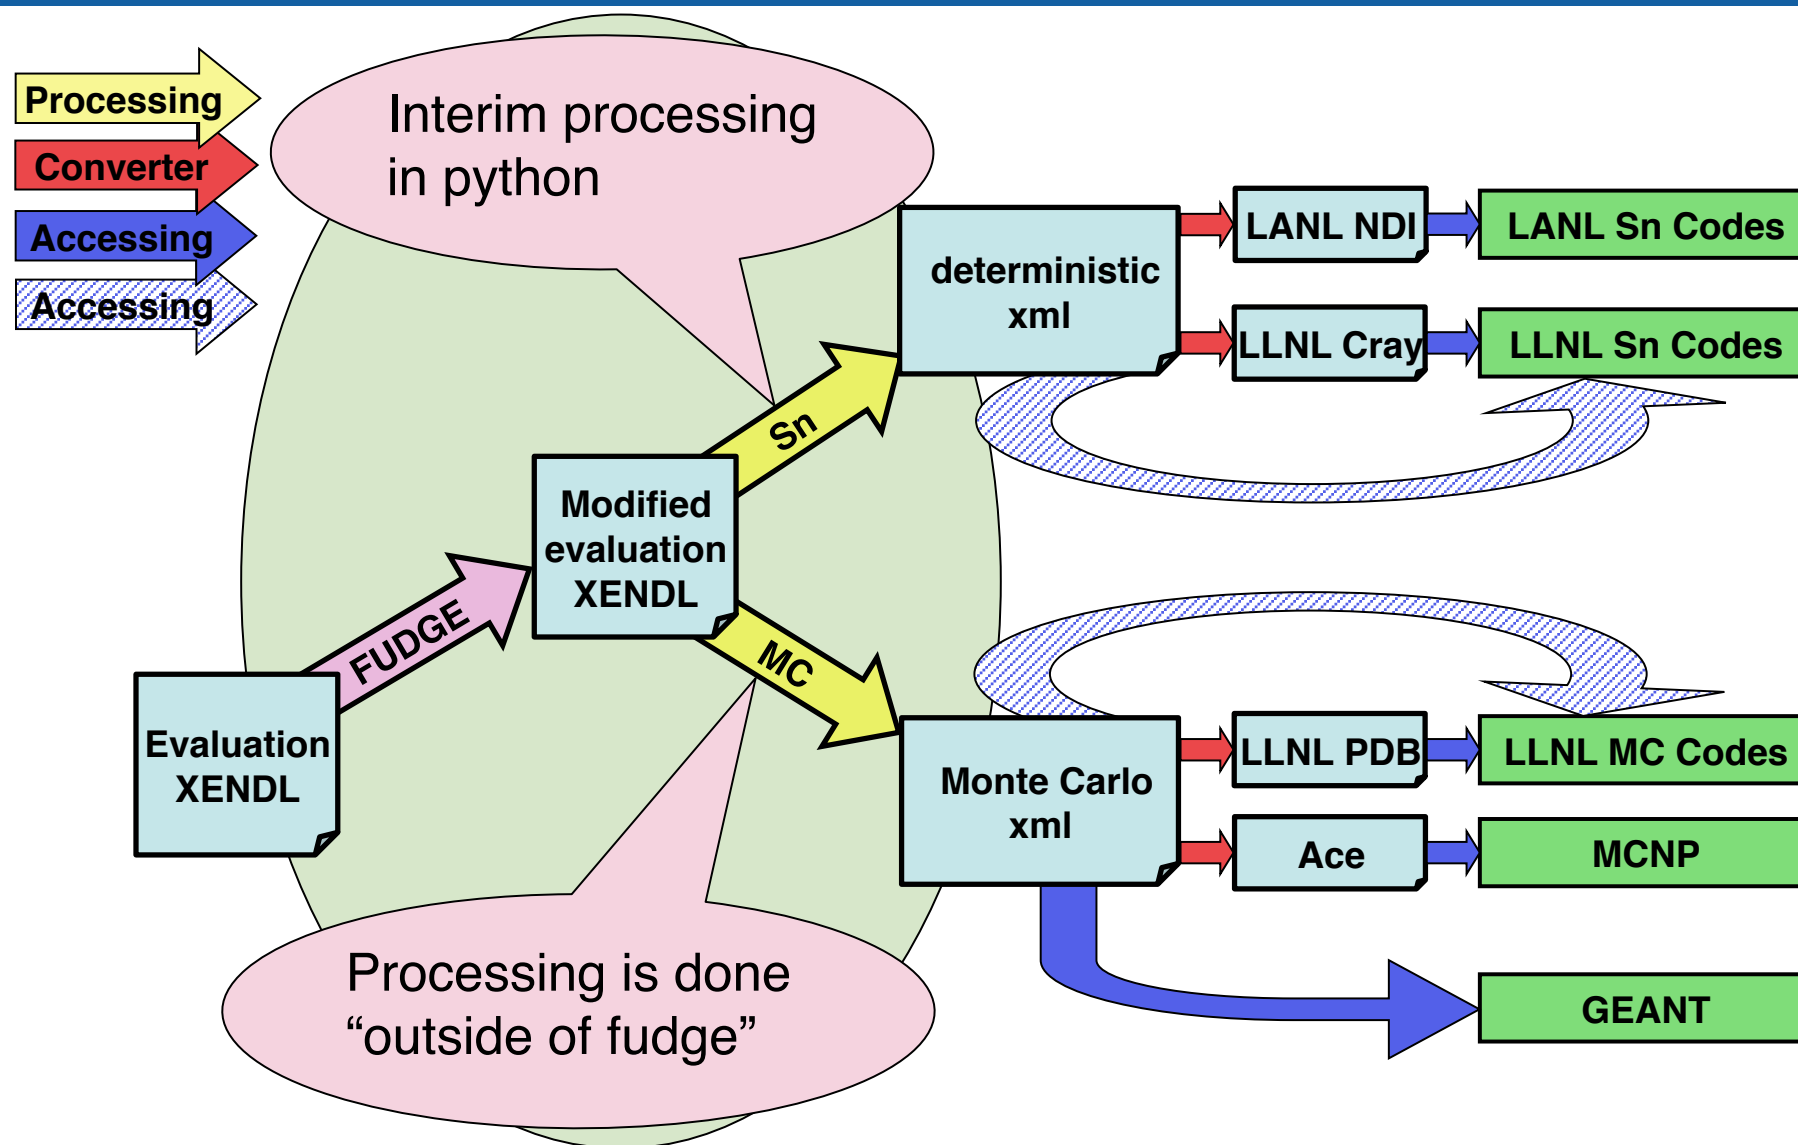 Processing
Converter
Accessing
Accessing
Interim processing
in python
LANL NDI
LANL Sn Codes
deterministic
xml
LLNL Cray
LLNL Sn Codes
Sn
Modified
evaluation
XENDL
FUDGE
MC
Evaluation
XENDL
Monte Carlo
xml
LLNL PDB
LLNL MC Codes
Ace
MCNP
Processing is done
“outside of fudge”
GEANT